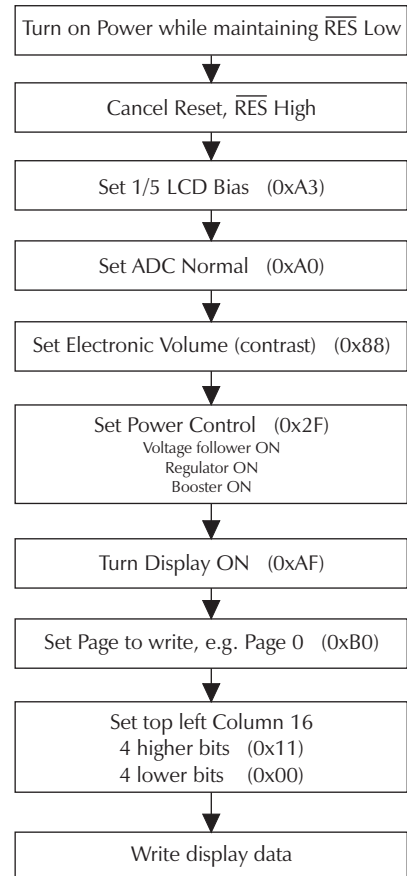 Turn on Power while maintaining R̅E̅S̅ Low
Cancel Reset, R̅E̅S̅ High
Set 1/5 LCD Bias (0xA3)
Set ADC Normal (0xA0)
Set Electronic Volume (contrast) (0x88)
Set Power Control (0x2F)
Voltage follower ON
Regulator ON
Booster ON
Turn Display ON (0xAF)
Set Page to write, e.g. Page 0 (0xB0)
Set top left Column 16
4 higher bits (0x11)
4 lower bits (0x00)
Write display data